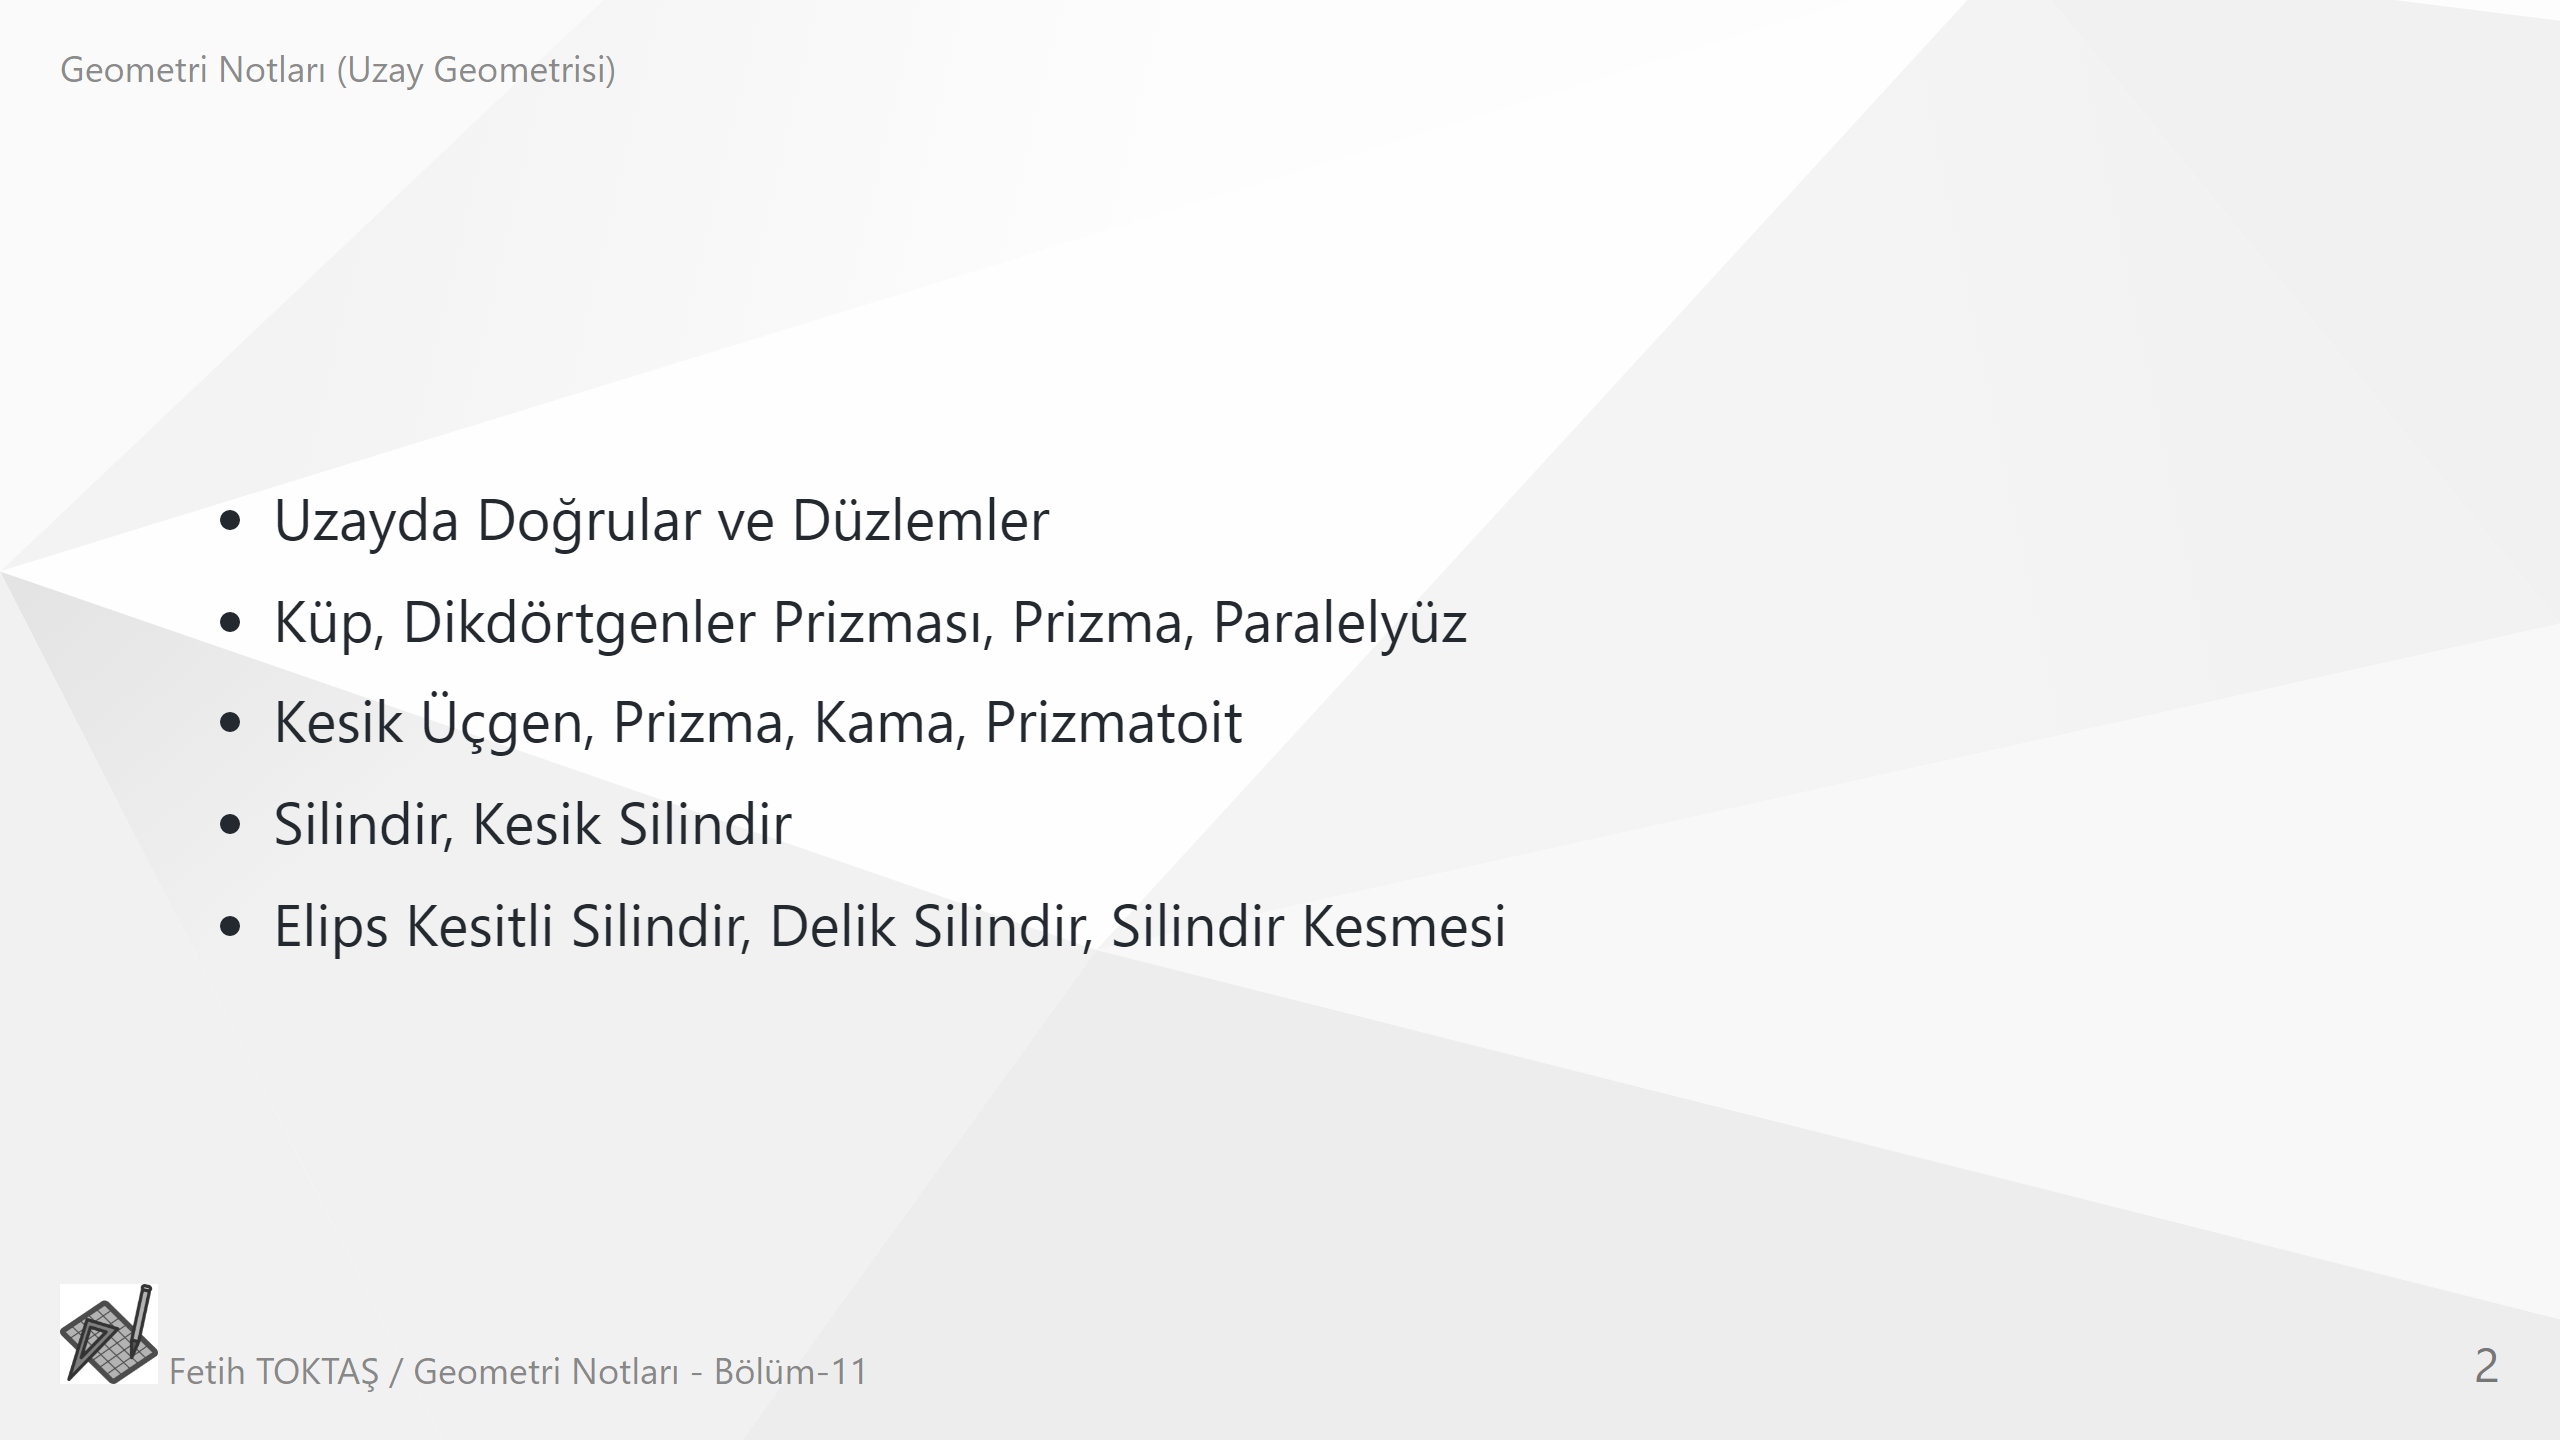 Geometri Notları (Uzay Geometrisi)
• Uzayda Doğrular ve Düzlemler
• Küp, Dikdörtgenler Prizması, Prizma, Paralelyüz
• Kesik Üçgen, Prizma, Kama, Prizmatoit
• Silindir, Kesik Silindir
• Elips Kesitli Silindir, Delik Silindir, Silindir Kesmesi
Fetih TOKTAŞ / Geometri Notları - Bölüm-11
2